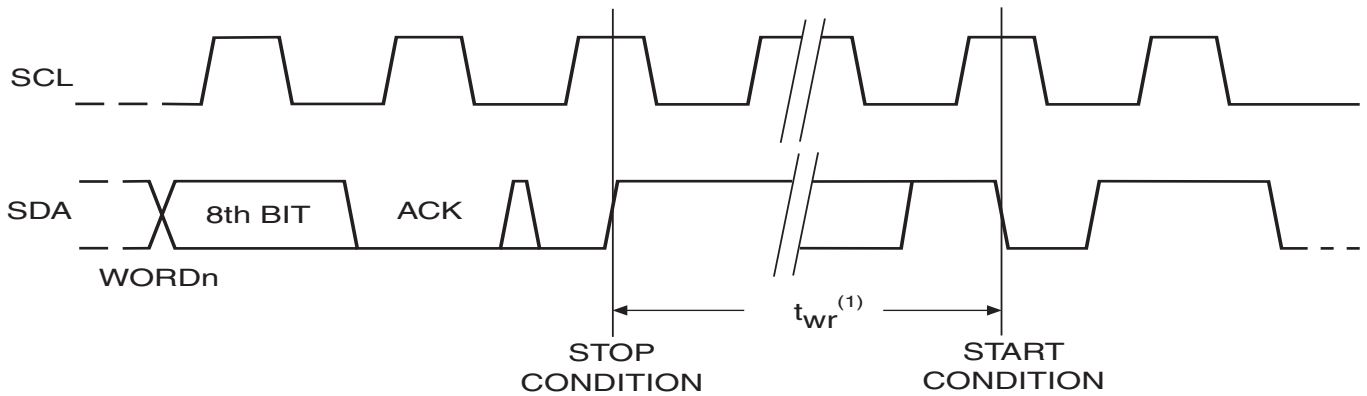 SCL
SDA
8th BIT
ACK
WORDn
twr(1)
STOP
CONDITION
START
CONDITION